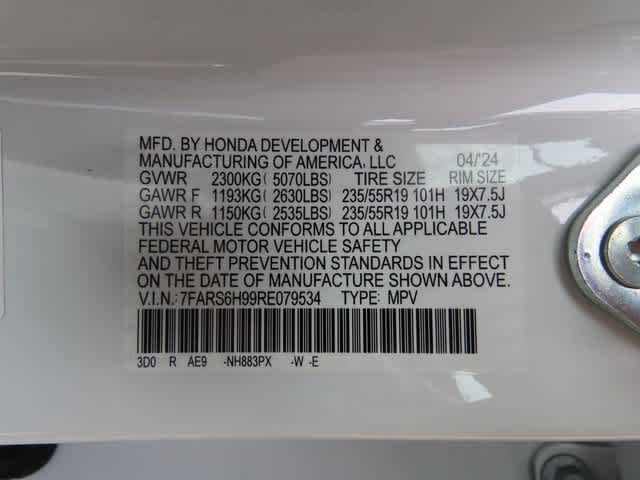 MFD. BY HONDA DEVELOPMENT &
MANUFACTURING OF AMERICA, LLC 04/'24
GVWR 2300KG( 5070LBS) TIRE SIZE RIM SIZE
GAWR F 1193KG( 2630LBS) 235/55R19 101H 19X7.5J
GAWR R 1150KG( 2535LBS) 235/55R19 101H 19X7.5J
THIS VEHICLE CONFORMS TO ALL APPLICABLE
FEDERAL MOTOR VEHICLE SAFETY
AND THEFT PREVENTION STANDARDS IN EFFECT
ON THE DATE OF MANUFACTURE SHOWN ABOVE.
V.I.N.:7FARS6H99RE079534 TYPE: MPV
3D0 R AE9 -NH883PX -W -E